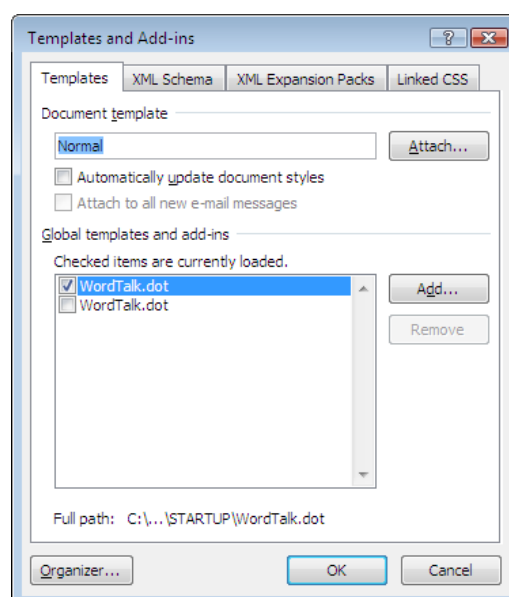 Templates and Add-ins
Templates XML Schema XML Expansion Packs Linked CSS
Document template
Normal Attach...
Automatically update document styles
Attach to all new e-mail messages
Global templates and add-ins
Checked items are currently loaded.
WordTalk.dot Add...
WordTalk.dot
Remove
Full path: C:\...\STARTUP\WordTalk.dot
Organizer... OK Cancel